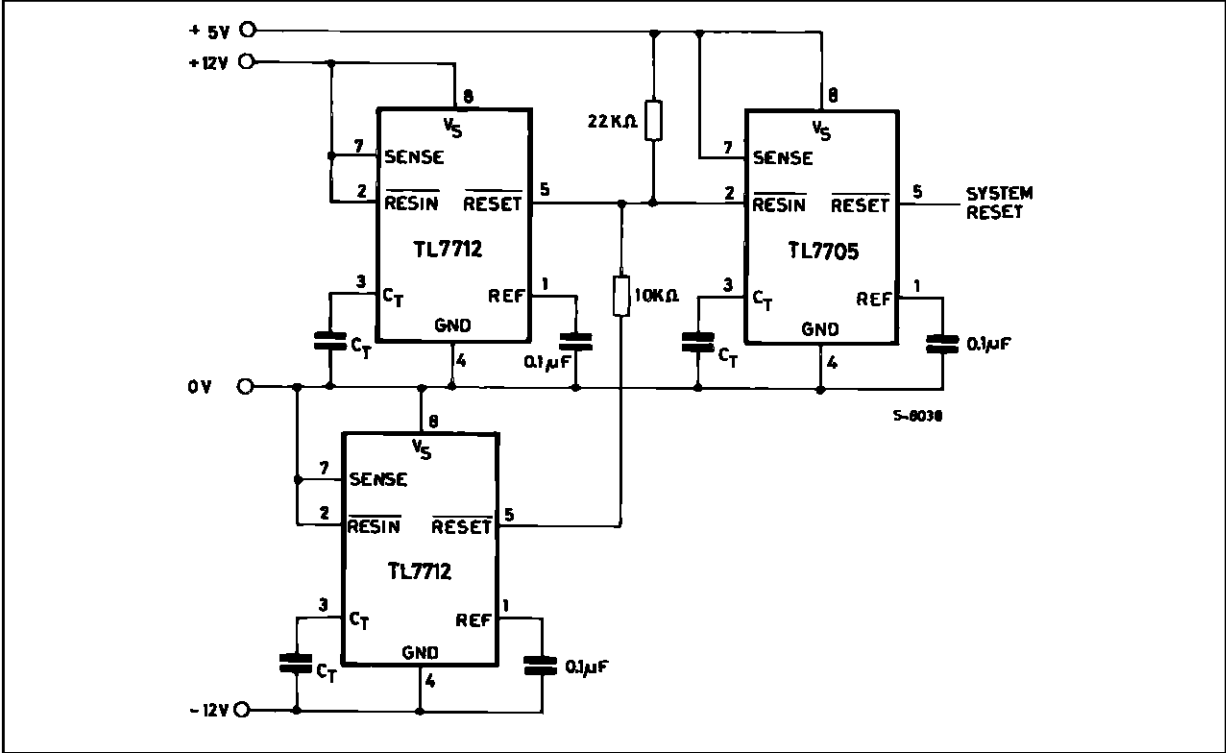 + 5V
+12V
8
VS
7
SENSE
2
RESIN
RESET
5
TL7712
3
CT
REF
1
GND
4
CT
0.1µF
22KΩ
10KΩ
8
VS
7
SENSE
2
RESIN
RESET
5
SYSTEM
RESET
TL7705
3
CT
REF
1
GND
4
CT
0.1µF
S-8038
0V
8
VS
7
SENSE
2
RESIN
RESET
5
TL7712
3
CT
REF
1
GND
4
CT
0.1µF
-12V